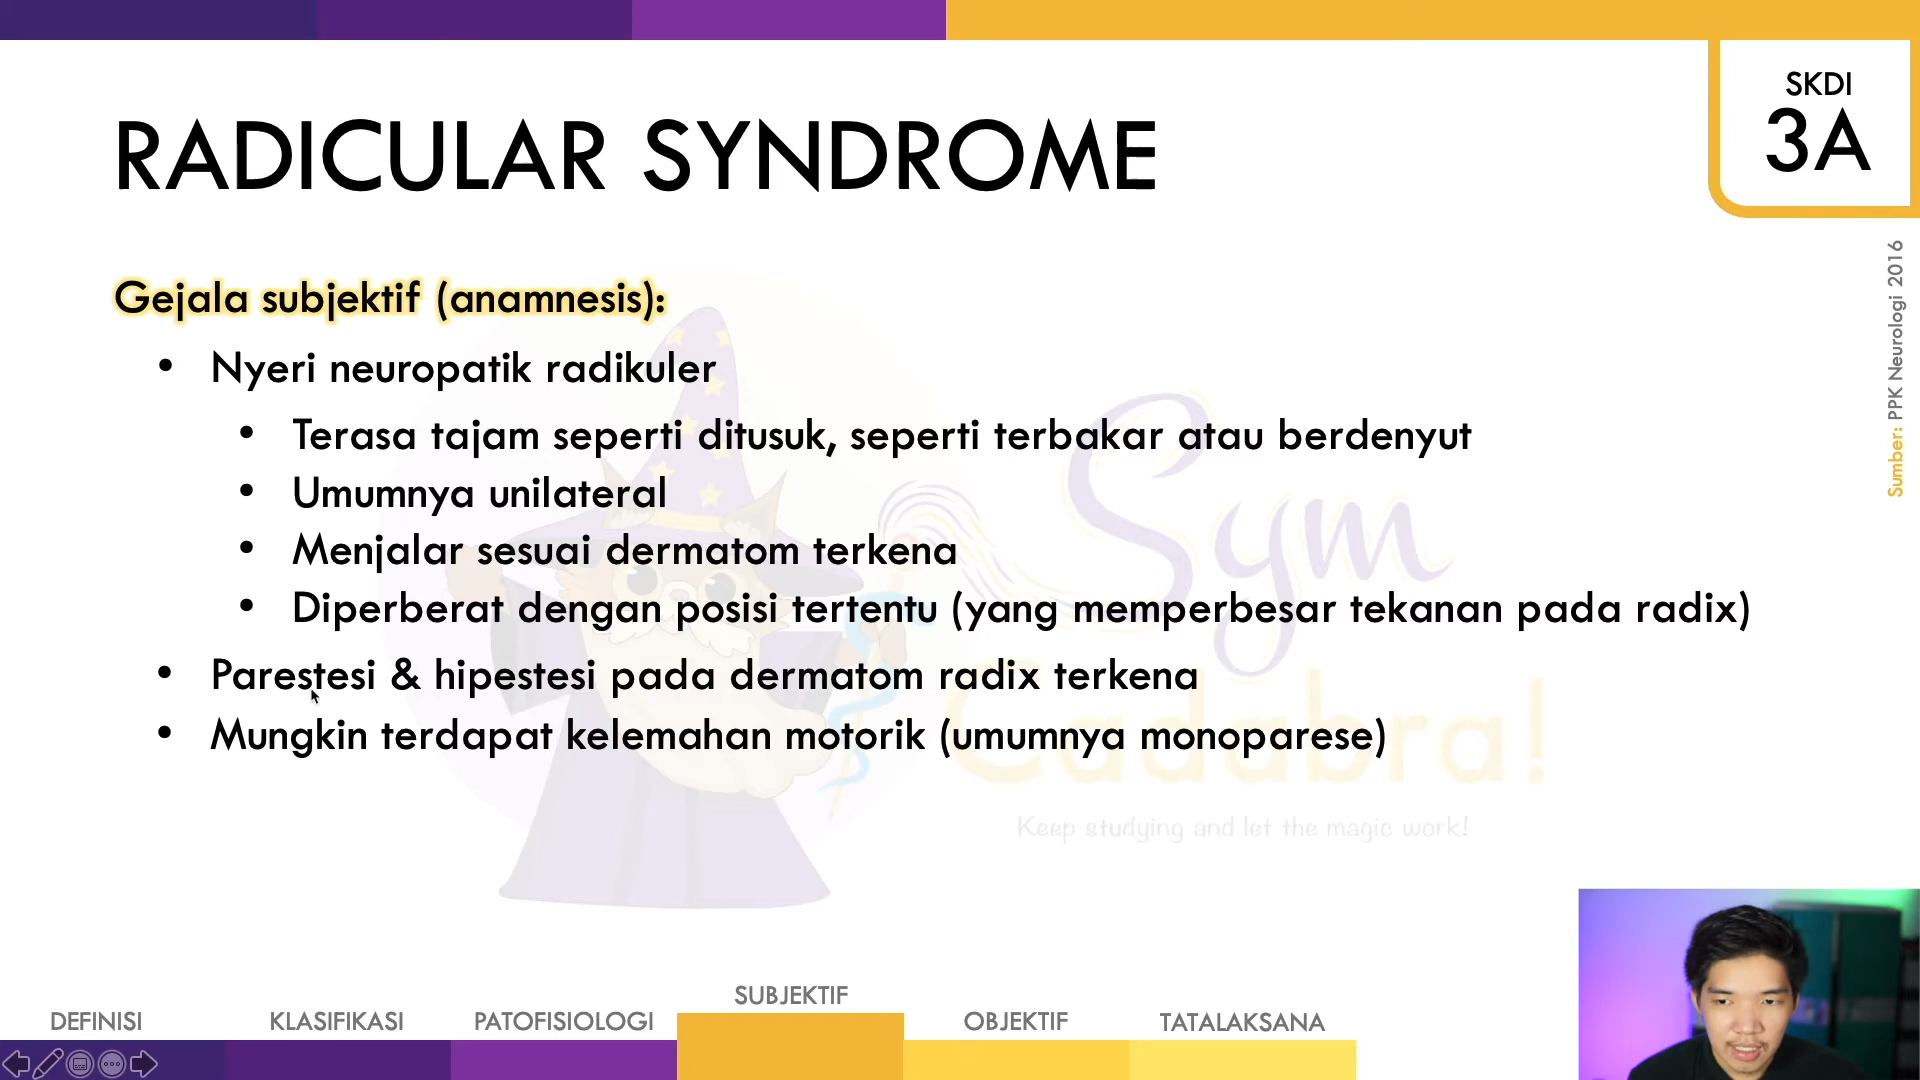 SKDI
3A
RADICULAR SYNDROME
Sumber: PPK Neurologi 2016
Gejala subjektif (anamnesis):
• Nyeri neuropatik radikuler
• Terasa tajam seperti ditusuk, seperti terbakar atau berdenyut
• Umumnya unilateral
• Menjalar sesuai dermatom terkena
• Diperberat dengan posisi tertentu (yang memperbesar tekanan pada radix)
• Parestesi & hipestesi pada dermatom radix terkena
• Mungkin terdapat kelemahan motorik (umumnya monoparese)
Sym
Cadabra!
Keep studying and let the magic work!
DEFINISI
KLASIFIKASI
PATOFISIOLOGI
SUBJEKTIF
OBJEKTIF
TATALAKSANA